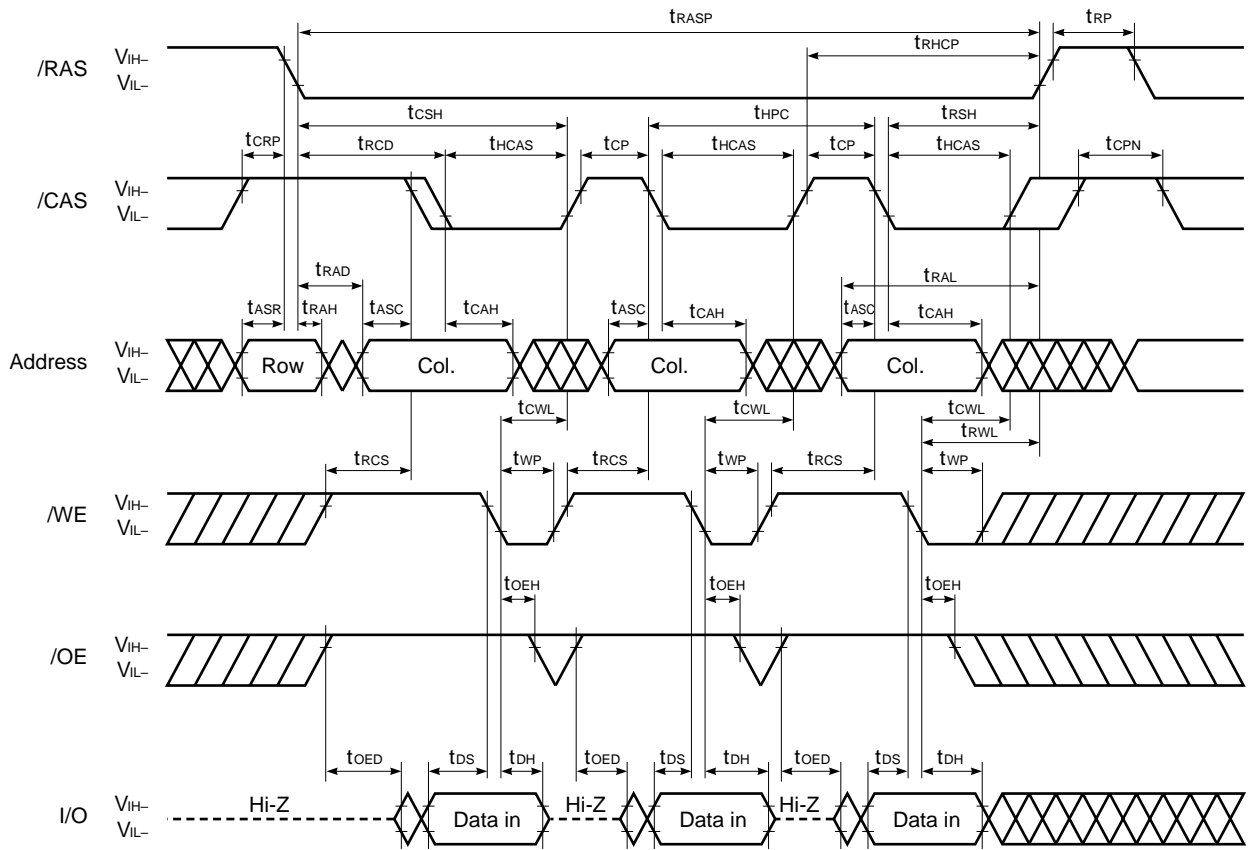 tRASP tRP
tRHCP
/RAS VIH–
VIL–
tCSH tHPC tRSH
tCRP tRCD tHCAS tCP tHCAS tCP tHCAS tCPN
/CAS VIH–
VIL–
tRAD tRAL
tASR tRAH tASC tCAH tASC tCAH tASC tCAH
Address VIH–
VIL–
Row Col. Col. Col.
tCWL tCWL tCWL
tRWL
tRCS tWP tRCS tWP tRCS tWP
/WE VIH–
VIL–
tOEH tOEH tOEH
/OE VIH–
VIL–
tOED tDS tDH tOED tDS tDH tOED tDS tDH
I/O VIH–
VIL–
Hi-Z Data in Hi-Z Data in Hi-Z Data in